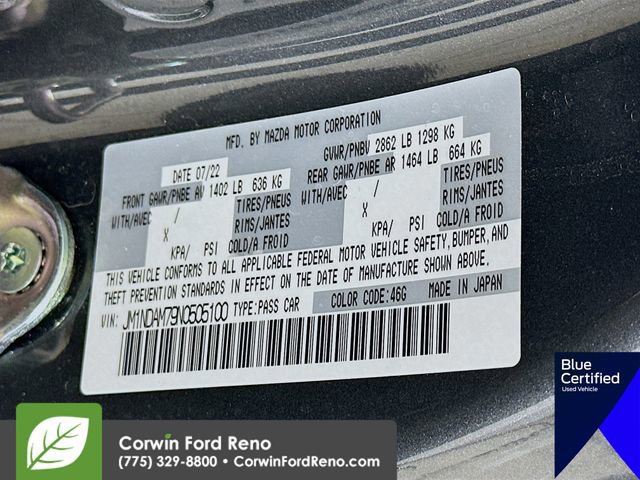 MFD. BY MAZDA MOTOR CORPORATION
DATE 07/22
GVWR/PNBV 2862 LB 1298 KG
FRONT GAWR/PNBE AV 1402 LB 636 KG
REAR GAWR/PNBE AR 1464 LB 664 KG
WITH/AVEC / TIRES/PNEUS
WITH/AVEC / TIRES/PNEUS
X RIMS/JANTES
X RIMS/JANTES
KPA/ PSI COLD/A FROID
KPA/ PSI COLD/A FROID
THIS VEHICLE CONFORMS TO ALL APPLICABLE FEDERAL MOTOR VEHICLE SAFETY, BUMPER, AND
THEFT PREVENTION STANDARDS IN EFFECT ON THE DATE OF MANUFACTURE SHOWN ABOVE.
VIN: JM1NDAM79N0505100 TYPE:PASS CAR COLOR CODE:46G MADE IN JAPAN
Blue
Certified
Used Vehicle
Corwin Ford Reno
(775) 329-8800 • CorwinFordReno.com